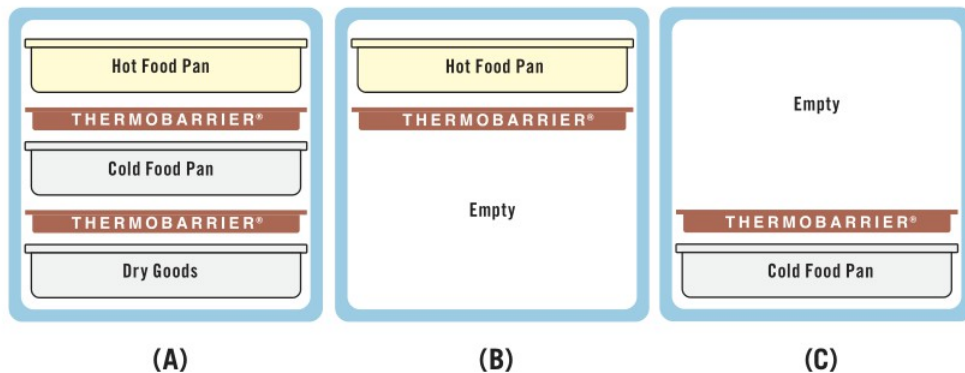 Hot Food Pan
THERMOBARRIER®
Cold Food Pan
THERMOBARRIER®
Dry Goods
(A)
Hot Food Pan
THERMOBARRIER®
Empty
(B)
Empty
THERMOBARRIER®
Cold Food Pan
(C)